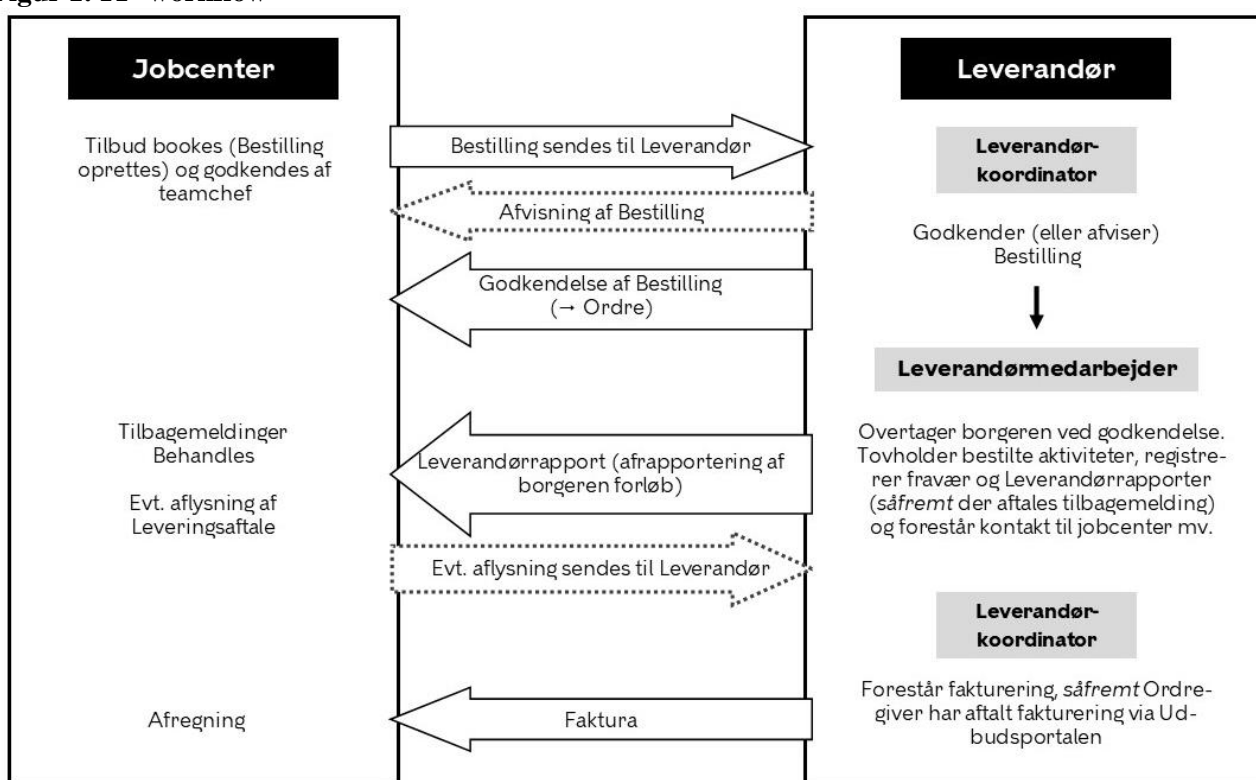 Jobcenter
Leverandør
Tilbud bookes (Bestilling
oprettes) og godkendes af
teamchef
Bestilling sendes til Leverandør
Leverandør-
koordinator
Afvisning af Bestilling
Godkender (eller afviser)
Bestilling
Godkendelse af Bestilling
(→ Ordre)
Leverandørmedarbejder
Tilbagemeldinger
Behandles
Evt. aflysning af
Leveringsaftale
Leverandørrapport (afrapportering af
borgeren forløb)
Overtager borgeren ved godkendelse.
Tovholder bestilte aktiviteter, registre-
rer fravær og Leverandørrapporter
(såfremt der aftales tilbagemelding)
og forestår kontakt til jobcenter mv.
Evt. aflysning sendes til Leverandør
Leverandør-
koordinator
Afregning
Faktura
Forestår fakturering, såfremt Ordre-
giver har aftalt fakturering via Ud-
budsportalen